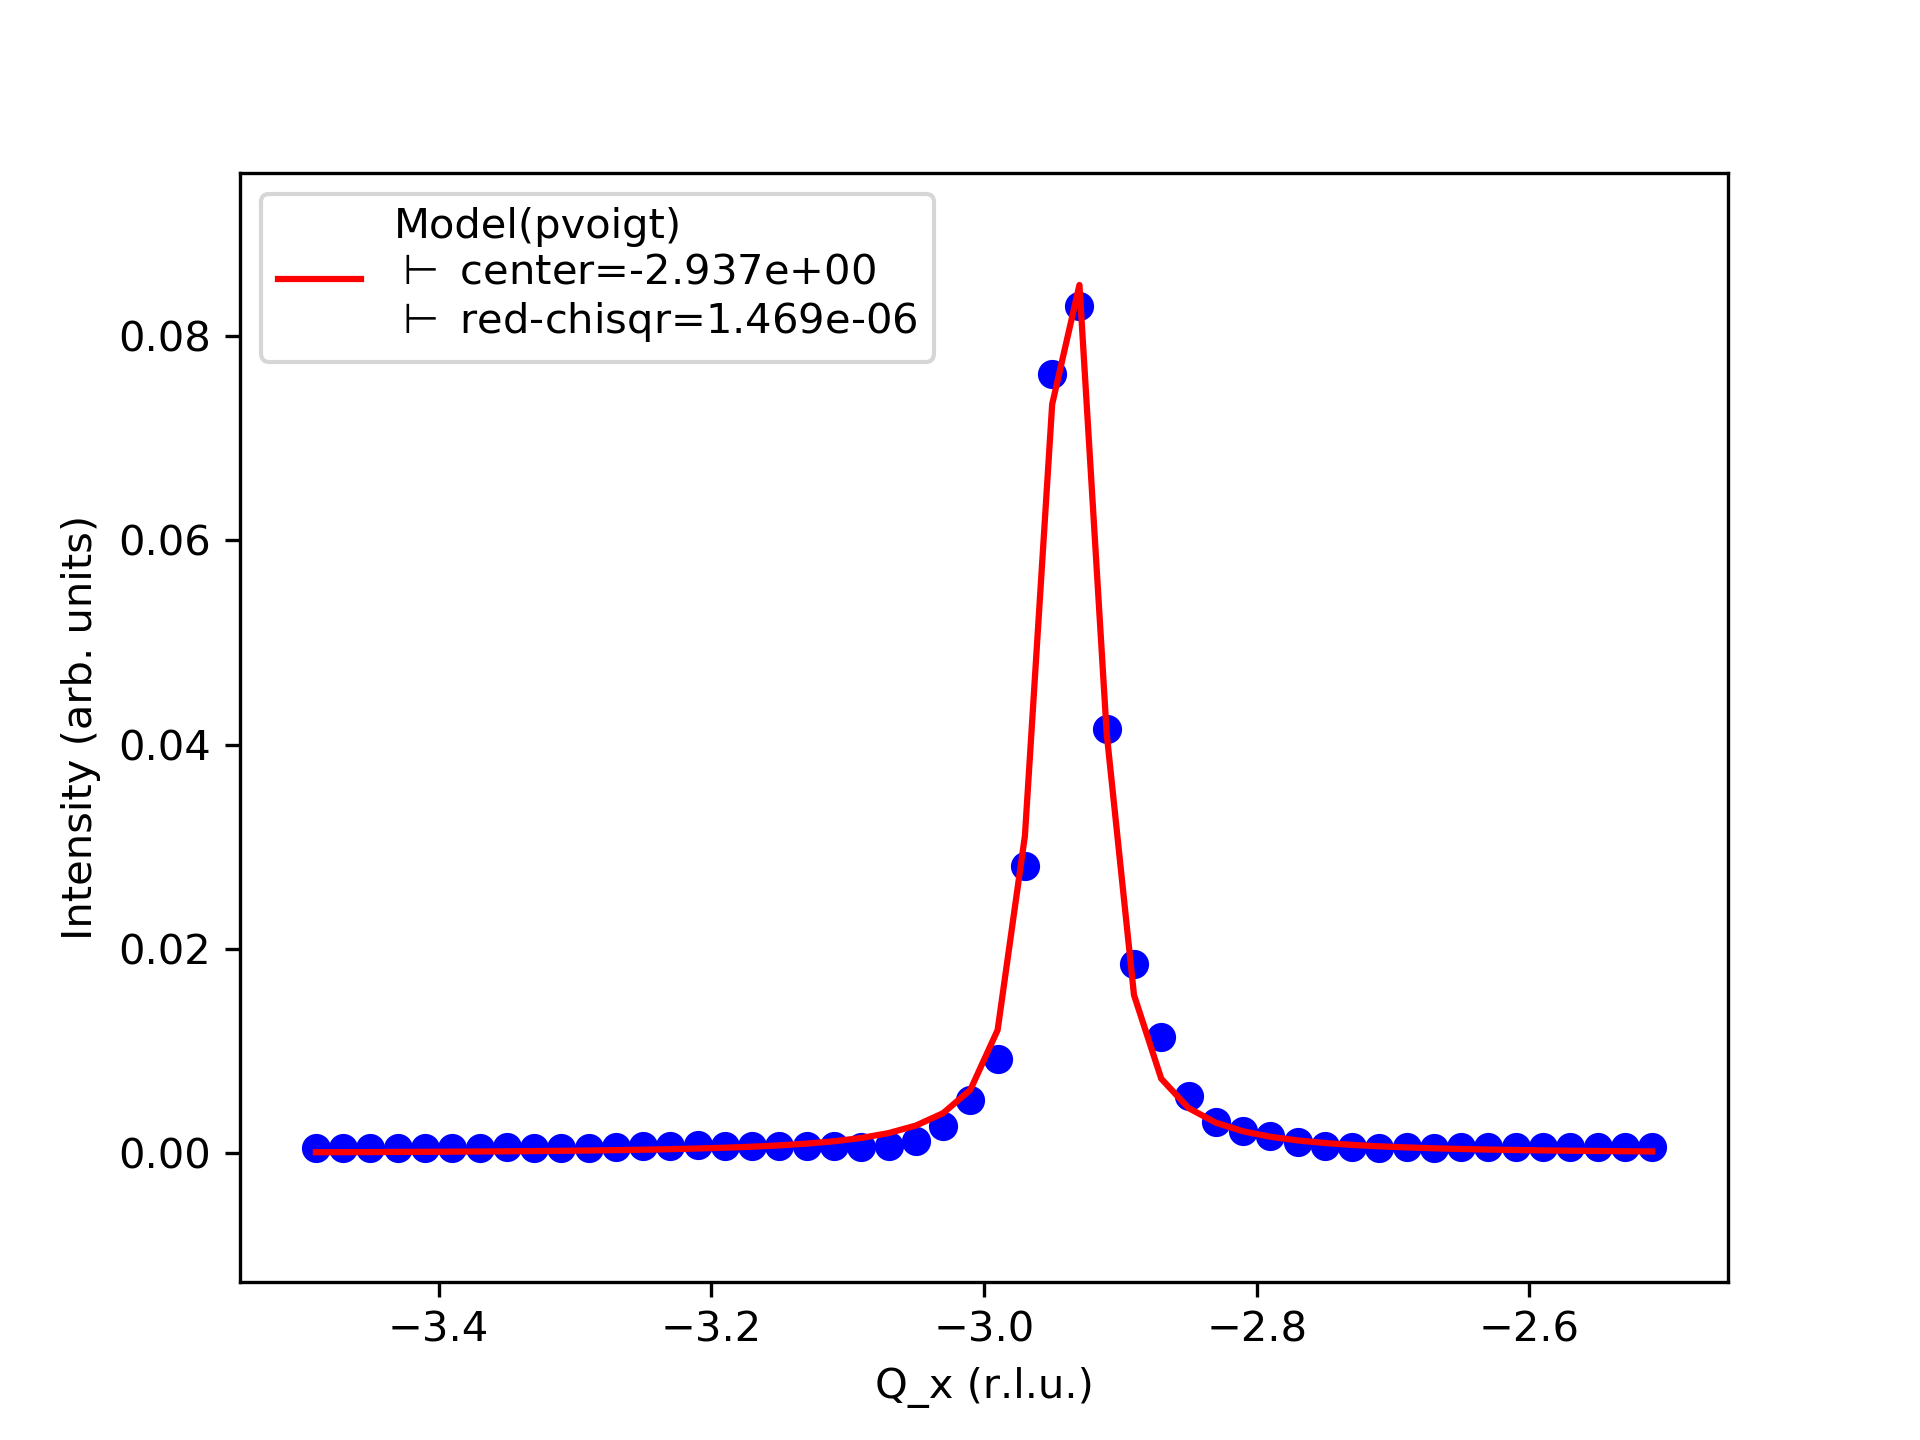 Model(pvoigt)
⊢ center=-2.937e+00
⊢ red-chisqr=1.469e-06
0.08
0.06
0.04
0.02
0.00
Intensity (arb. units)
−3.4 −3.2 −3.0 −2.8 −2.6
Q_x (r.l.u.)